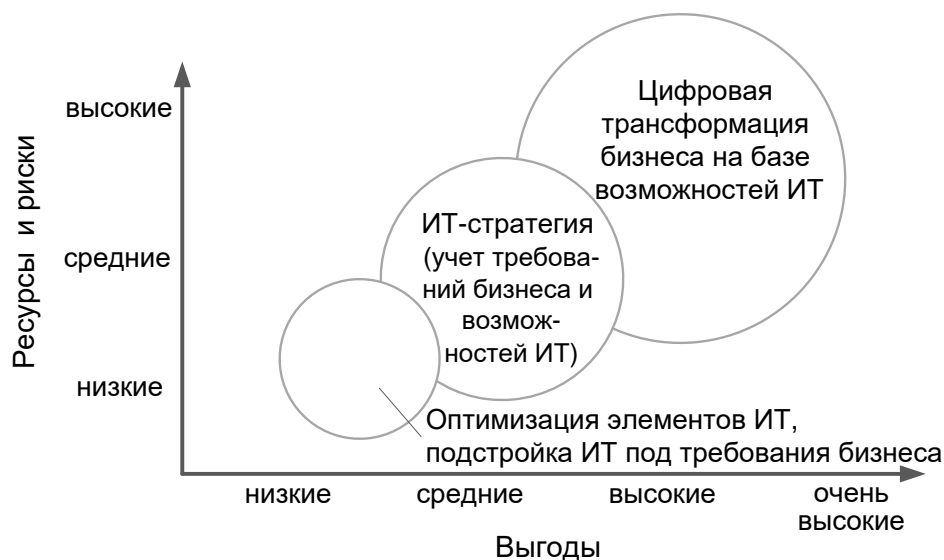 Ресурсы и риски
высокие
средние
низкие
Цифровая
трансформация
бизнеса на базе
возможностей ИТ
ИТ-стратегия
(учет требова-
ний бизнеса и
возмож-
ностей ИТ)
Оптимизация элементов ИТ,
подстройка ИТ под требования бизнеса
низкие
средние
высокие
очень
высокие
Выгоды